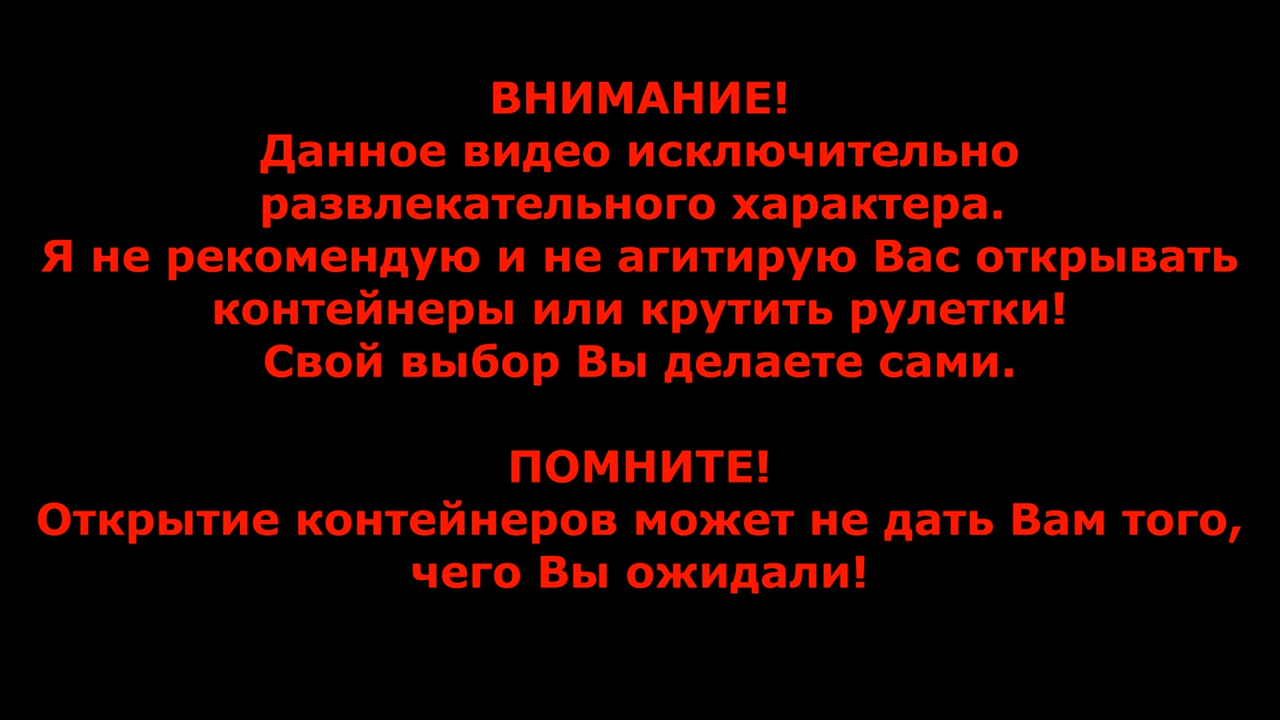 ВНИМАНИЕ!
Данное видео исключительно
развлекательного характера.
Я не рекомендую и не агитирую Вас открывать
контейнеры или крутить рулетки!
Свой выбор Вы делаете сами.
ПОМНИТЕ!
Открытие контейнеров может не дать Вам того,
чего Вы ожидали!